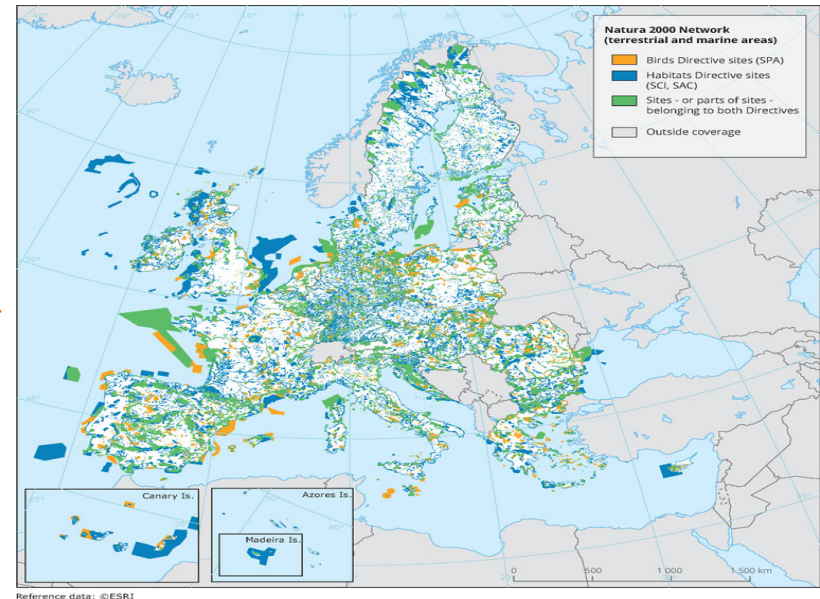 Natura 2000 Network
(terrestrial and marine areas)
Birds Directive sites (SPA)
Habitats Directive sites
(SCI, SAC)
Sites - or parts of sites -
belonging to both Directives
Outside coverage
Canary Is.
Azores Is.
Madeira Is.
0 500 1 000 1 500 km
Reference data: ©ESRI